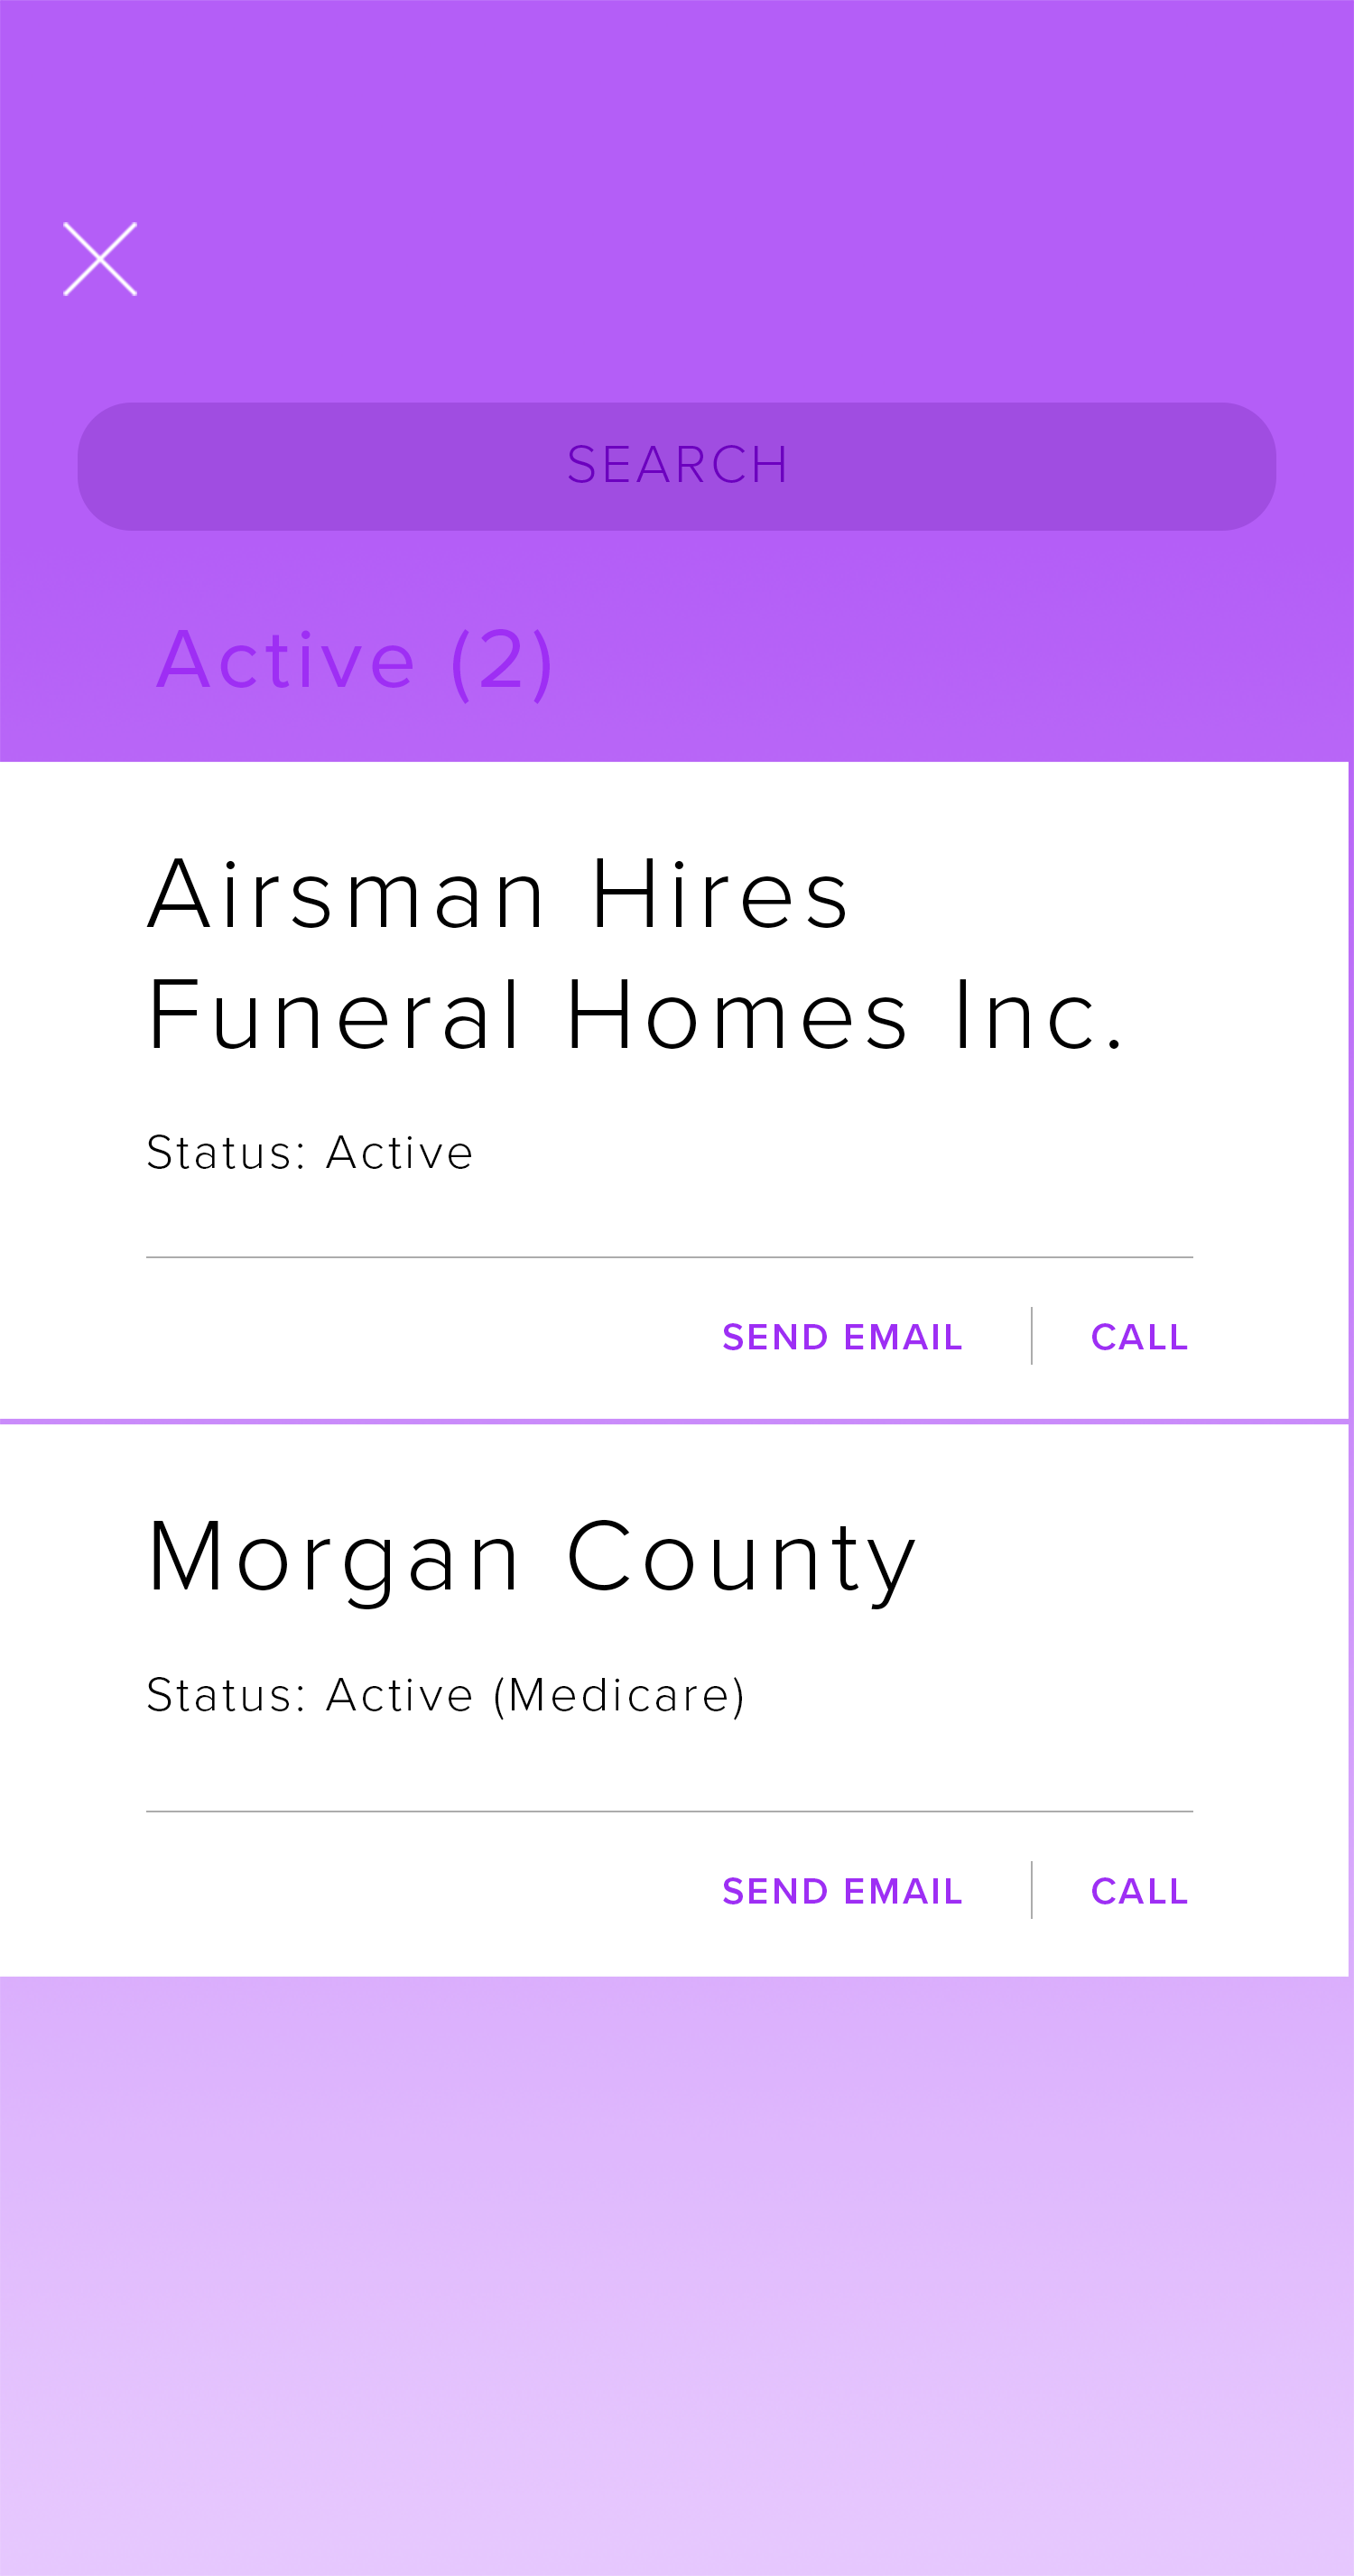 SEARCH
Active (2)
Airsman Hires
Funeral Homes Inc.
Status: Active
SEND EMAIL
CALL
Morgan County
Status: Active (Medicare)
SEND EMAIL
CALL